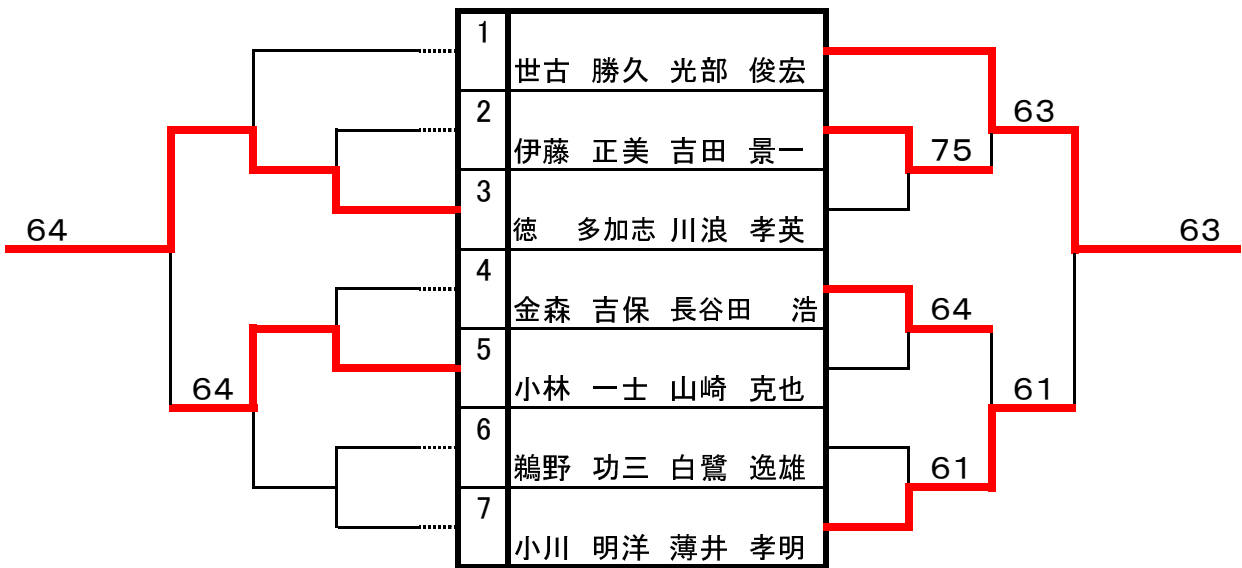 1
世古 勝久 光部 俊宏
2
63
伊藤 正美 吉田 景一
75
3
徳 多加志 川浪 孝英
64
63
4
金森 吉保 長谷田 浩
64
5
小林 一士 山崎 克也
64
61
6
鵜野 功三 白鷺 逸雄
61
7
小川 明洋 薄井 孝明